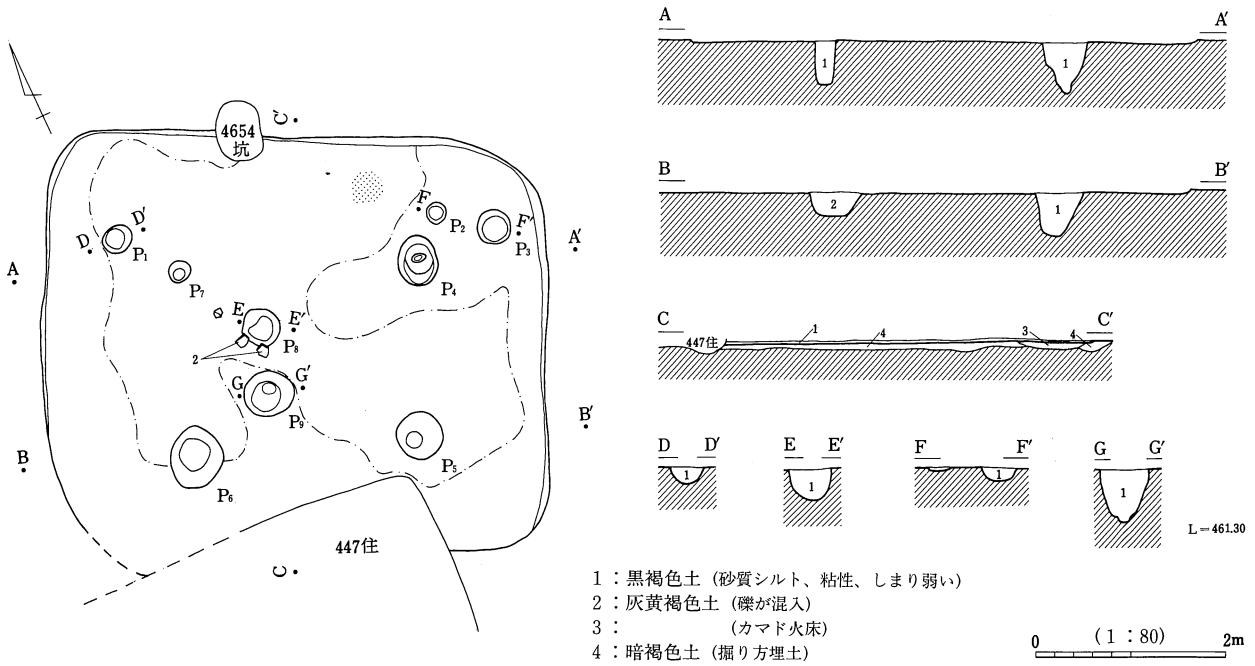 4654
坑
C′
D
D′
P₁
P₇
F
P₂
F′
P₃
P₄
A
A′
E
E′
P₈
2
G
G′
P₉
B
B′
P₅
P₆
447住
C
A
A′
1
1
B
B′
2
1
C
C′
447住
1
4
3
4
D
D′
1
E
E′
1
F
F′
1
G
G′
1
L=461.30
1:黒褐色土(砂質シルト、粘性、しまり弱い)
2:灰黄褐色土(礫が混入)
3: (カマド火床)
4:暗褐色土(掘り方埋土)
0 (1:80) 2m